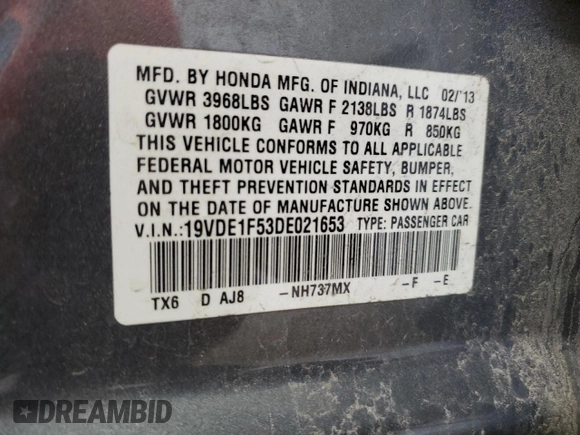 MFD. BY HONDA MFG. OF INDIANA, LLC 02/'13
GVWR 3968LBS GAWR F 2138LBS R 1874LBS
GVWR 1800KG GAWR F 970KG R 850KG
THIS VEHICLE CONFORMS TO ALL APPLICABLE
FEDERAL MOTOR VEHICLE SAFETY, BUMPER,
AND THEFT PREVENTION STANDARDS IN EFFECT
ON THE DATE OF MANUFACTURE SHOWN ABOVE.
V.I.N.:19VDE1F53DE021653 TYPE: PASSENGER CAR
TX6 D AJ8 -NH737MX -F -E
DREAMBID